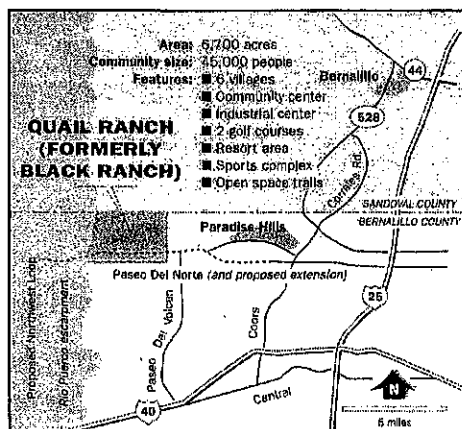 Area: 6,700 acres
Community size: 45,000 people
Features: ■ 6 villages
■ Community center
■ Industrial center
■ 2 golf courses
■ Resort area
■ Sports complex
■ Open space trails
QUAIL RANCH
(FORMERLY
BLACK RANCH)
Bernalillo
44
528
Corrales Rd.
SANDOVAL COUNTY
BERNALILLO COUNTY
Paradise Hills
Paseo Del Norte (and proposed extension)
25
Proposed Northwest Loop
Rio Puerco escarpment
Paseo Del Volcan
Coors
Central
40
N
5 miles